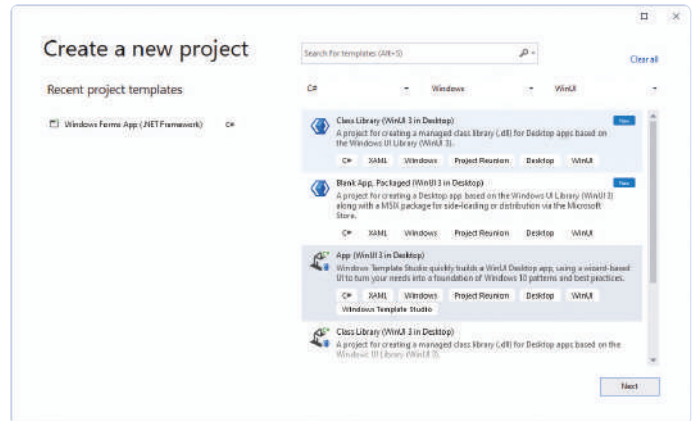 Create a new project
Search for templates (Alt+S)
Clear all
Recent project templates
C#
Windows
WinUI
Windows Forms App (.NET Framework)
C#
Class Library (WinUI 3 in Desktop)
New
A project for creating a managed class library (.dll) for Desktop apps based on
the Windows UI Library (WinUI 3).
C# XAML Windows Project Reunion Desktop WinUI
Blank App, Packaged (WinUI 3 in Desktop)
New
A project for creating a Desktop app based on the Windows UI Library (WinUI 3)
along with a MSIX package for side-loading or distribution via the Microsoft
Store.
C# XAML Windows Project Reunion Desktop WinUI
App (WinUI 3 in Desktop)
Windows Template Studio quickly builds a WinUI Desktop app, using a wizard-based
UI to turn your needs into a foundation of Windows 10 patterns and best practices.
C# XAML Windows Project Reunion Desktop WinUI
Windows Template Studio
Class Library (WinUI 3 in Desktop)
A project for creating a managed class library (.dll) for Desktop apps based on the
Windows UI Library (WinUI 3).
Next